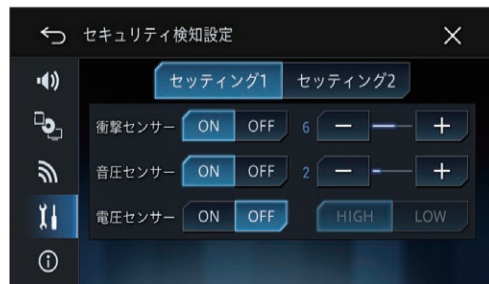 セキュリティ検知設定
セッティング1 セッティング2
衝撃センサー ON OFF 6 － ＋
音圧センサー ON OFF 2 － ＋
電圧センサー ON OFF HIGH LOW